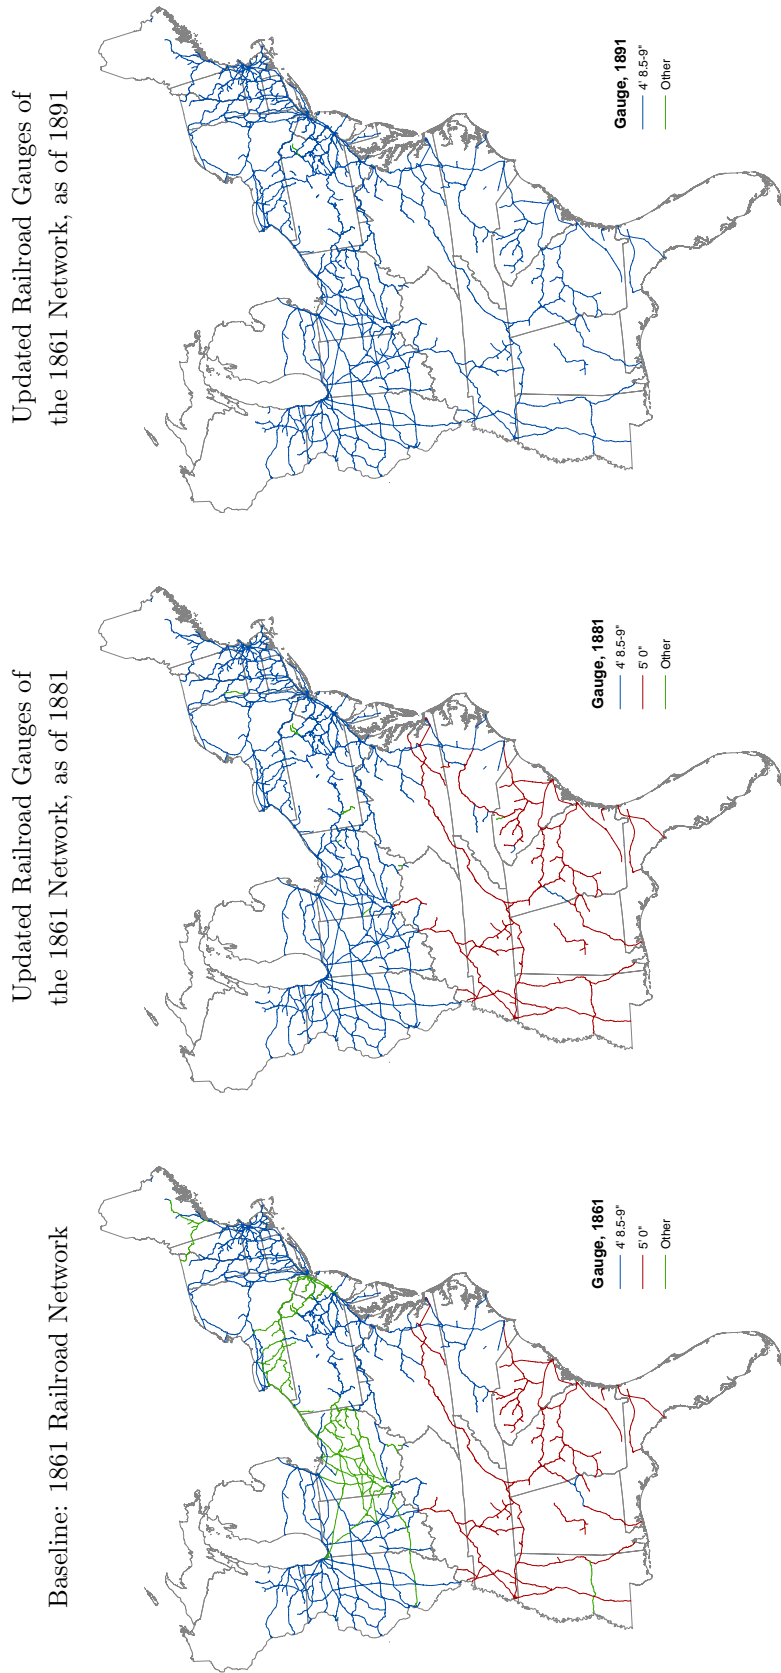 Baseline: 1861 Railroad Network
Gauge, 1861
4' 8.5-9"
5' 0"
Other
Updated Railroad Gauges of
the 1861 Network, as of 1881
Gauge, 1881
4' 8.5-9"
5' 0"
Other
Updated Railroad Gauges of
the 1861 Network, as of 1891
Gauge, 1891
4' 8.5-9"
Other